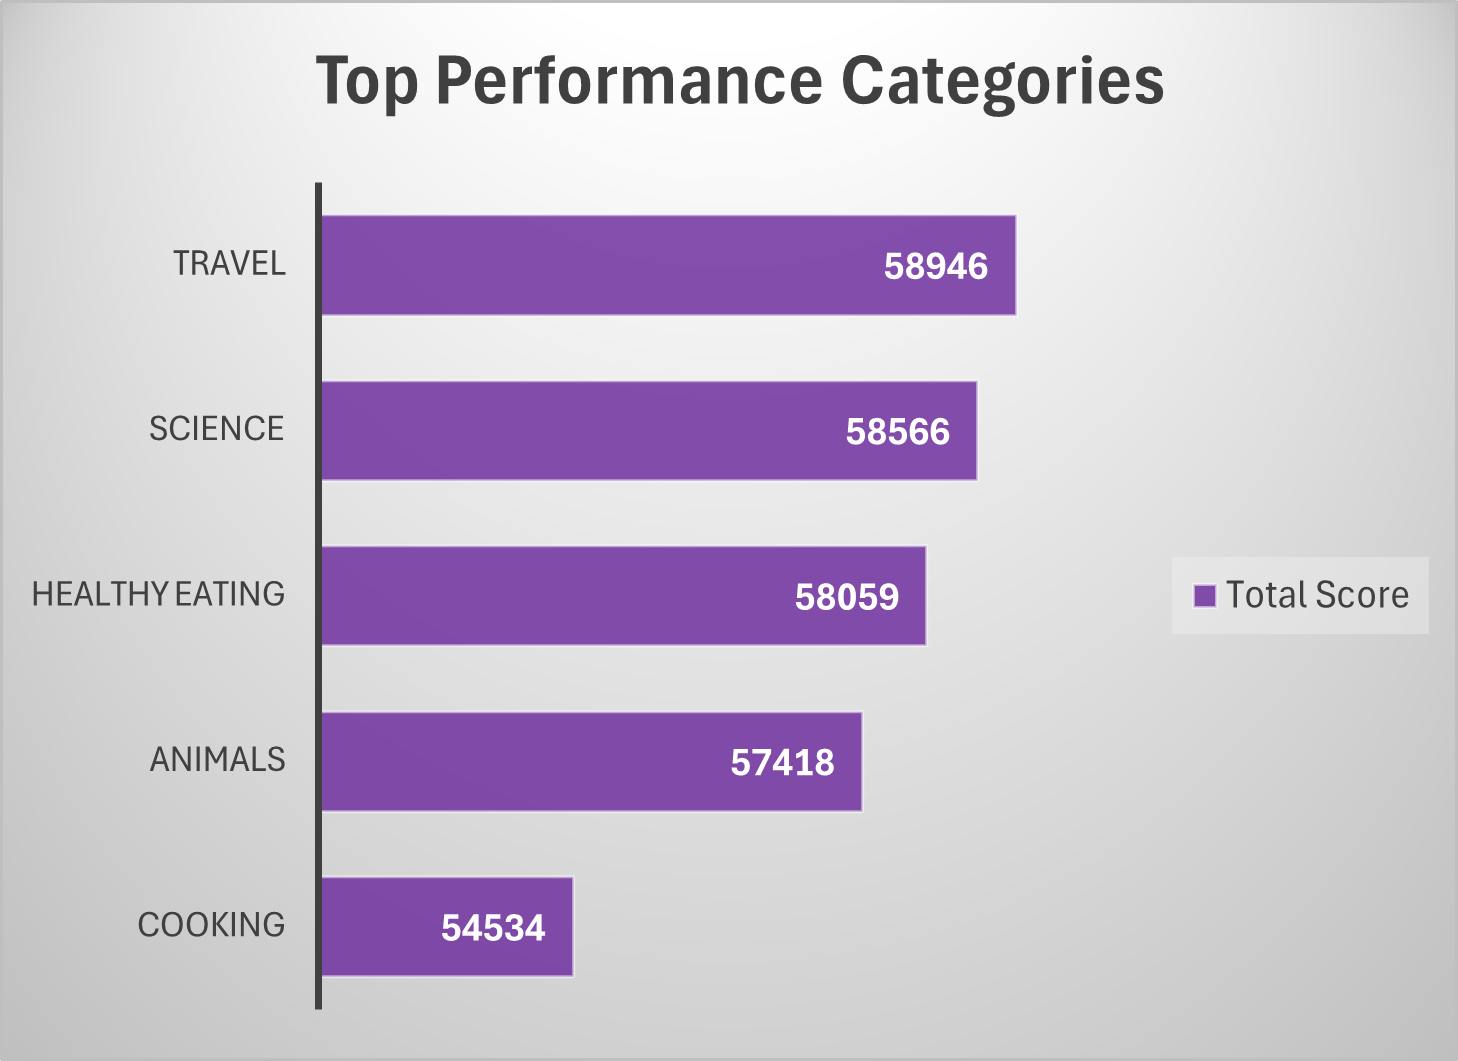 Top Performance Categories
TRAVEL
58946
SCIENCE
58566
HEALTHY EATING
58059
Total Score
ANIMALS
57418
COOKING
54534